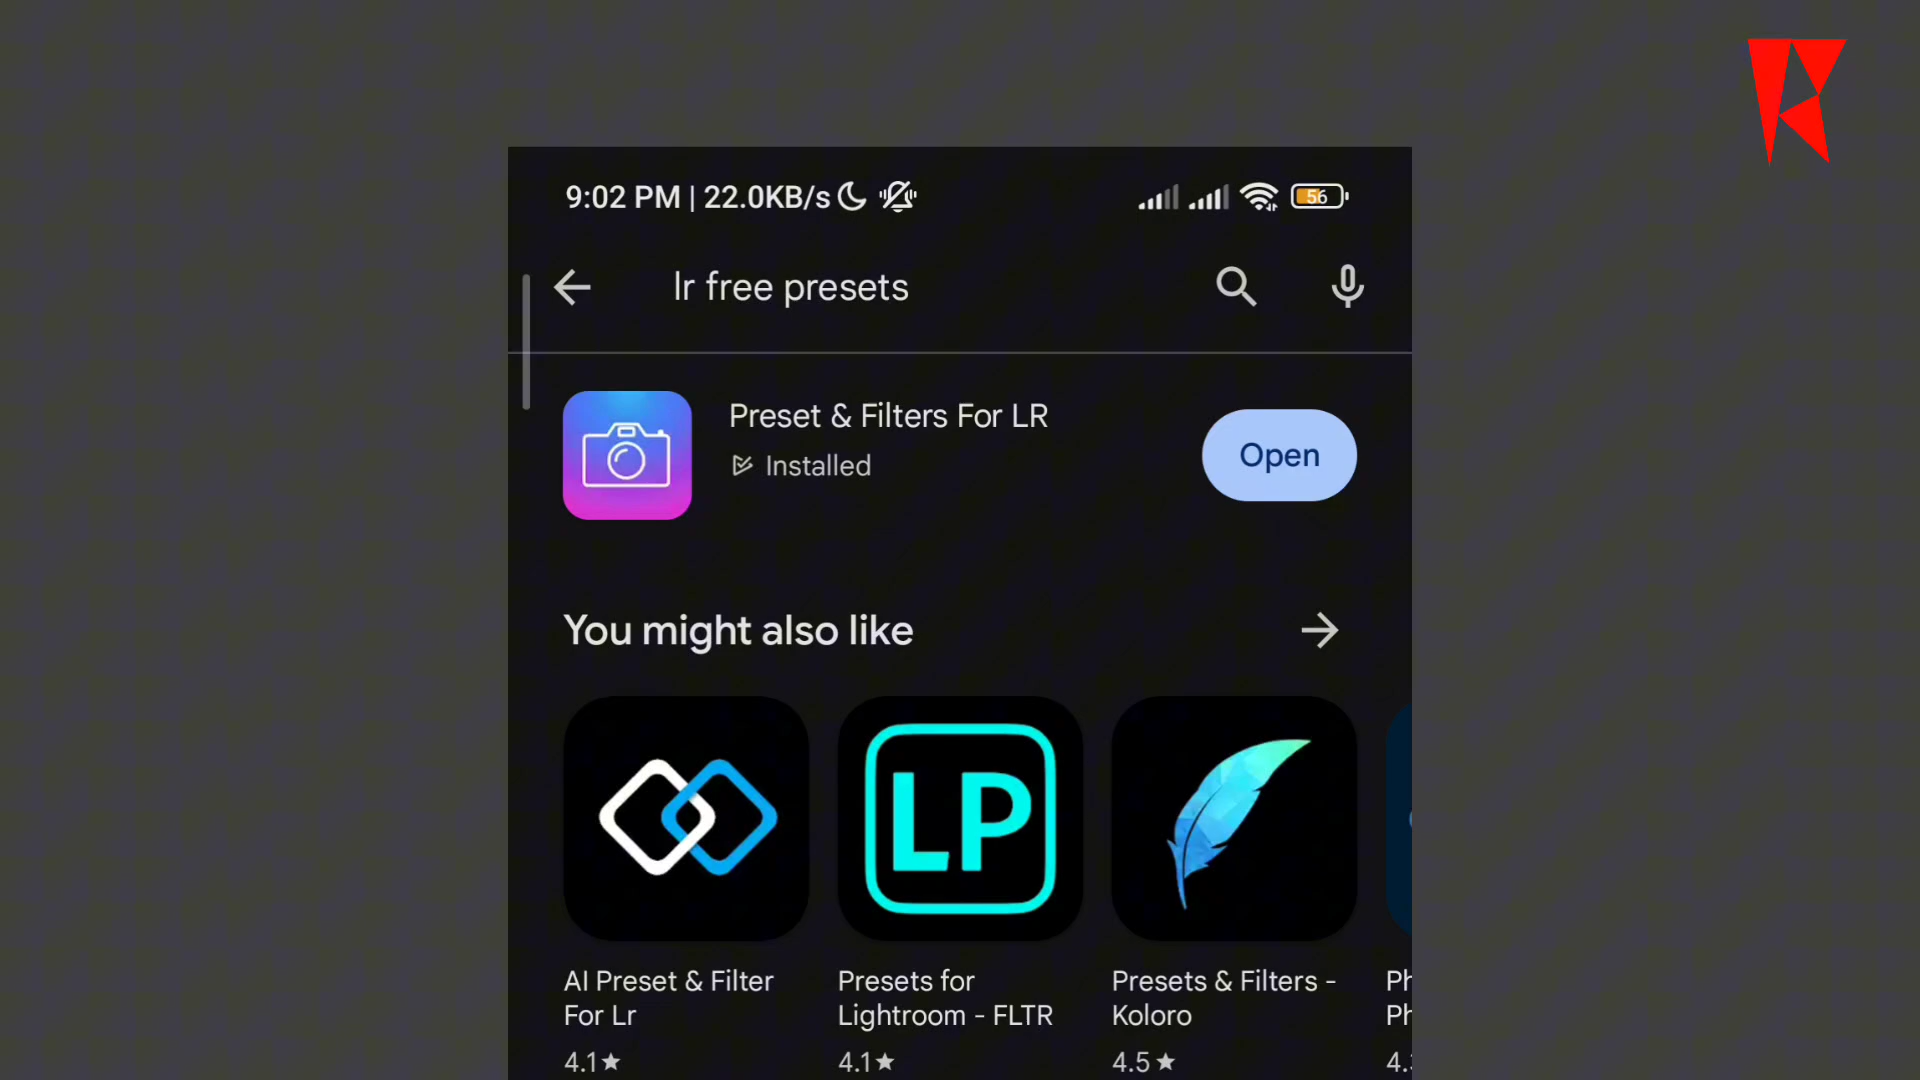 9:02 PM | 22.0KB/s
56
lr free presets
Preset & Filters For LR
Installed
Open
You might also like
LP
AI Preset & Filter
For Lr
4.1★
Presets for
Lightroom - FLTR
4.1★
Presets & Filters -
Koloro
4.5★